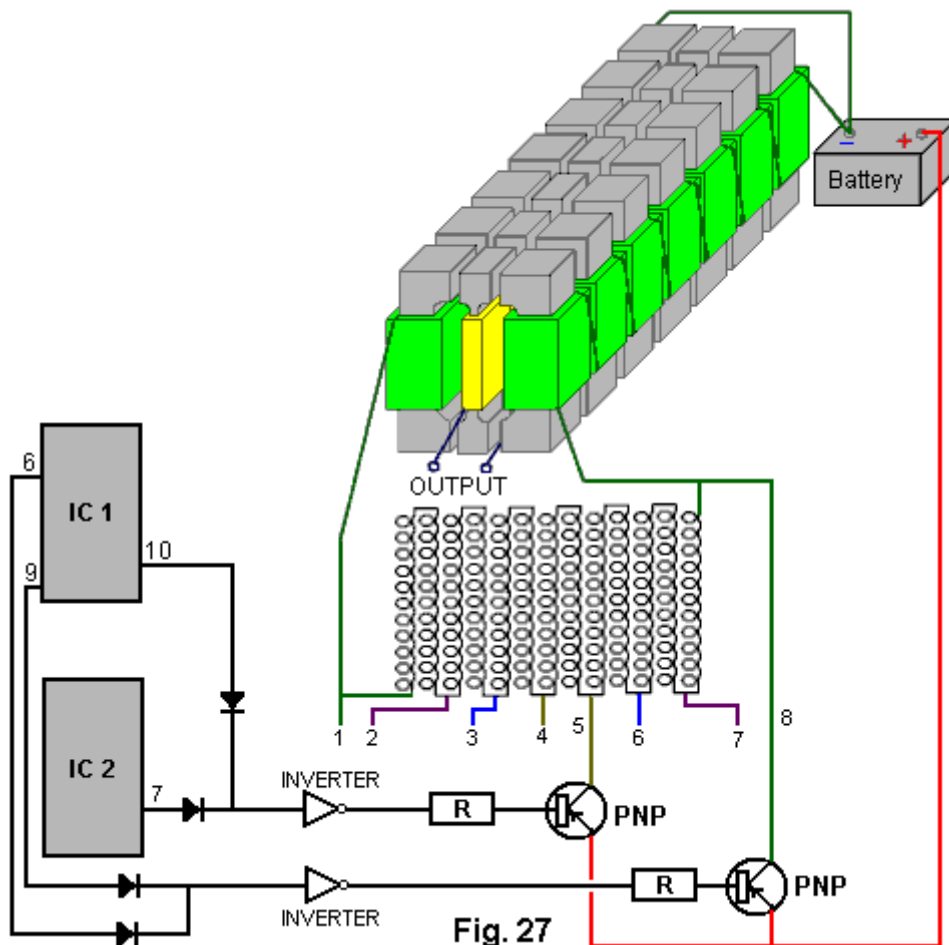 − +
Battery
OUTPUT
6
IC 1
10
9
1
2
3
4
5
6
7
8
IC 2
7
INVERTER
R
PNP
R
PNP
INVERTER
Fig. 27